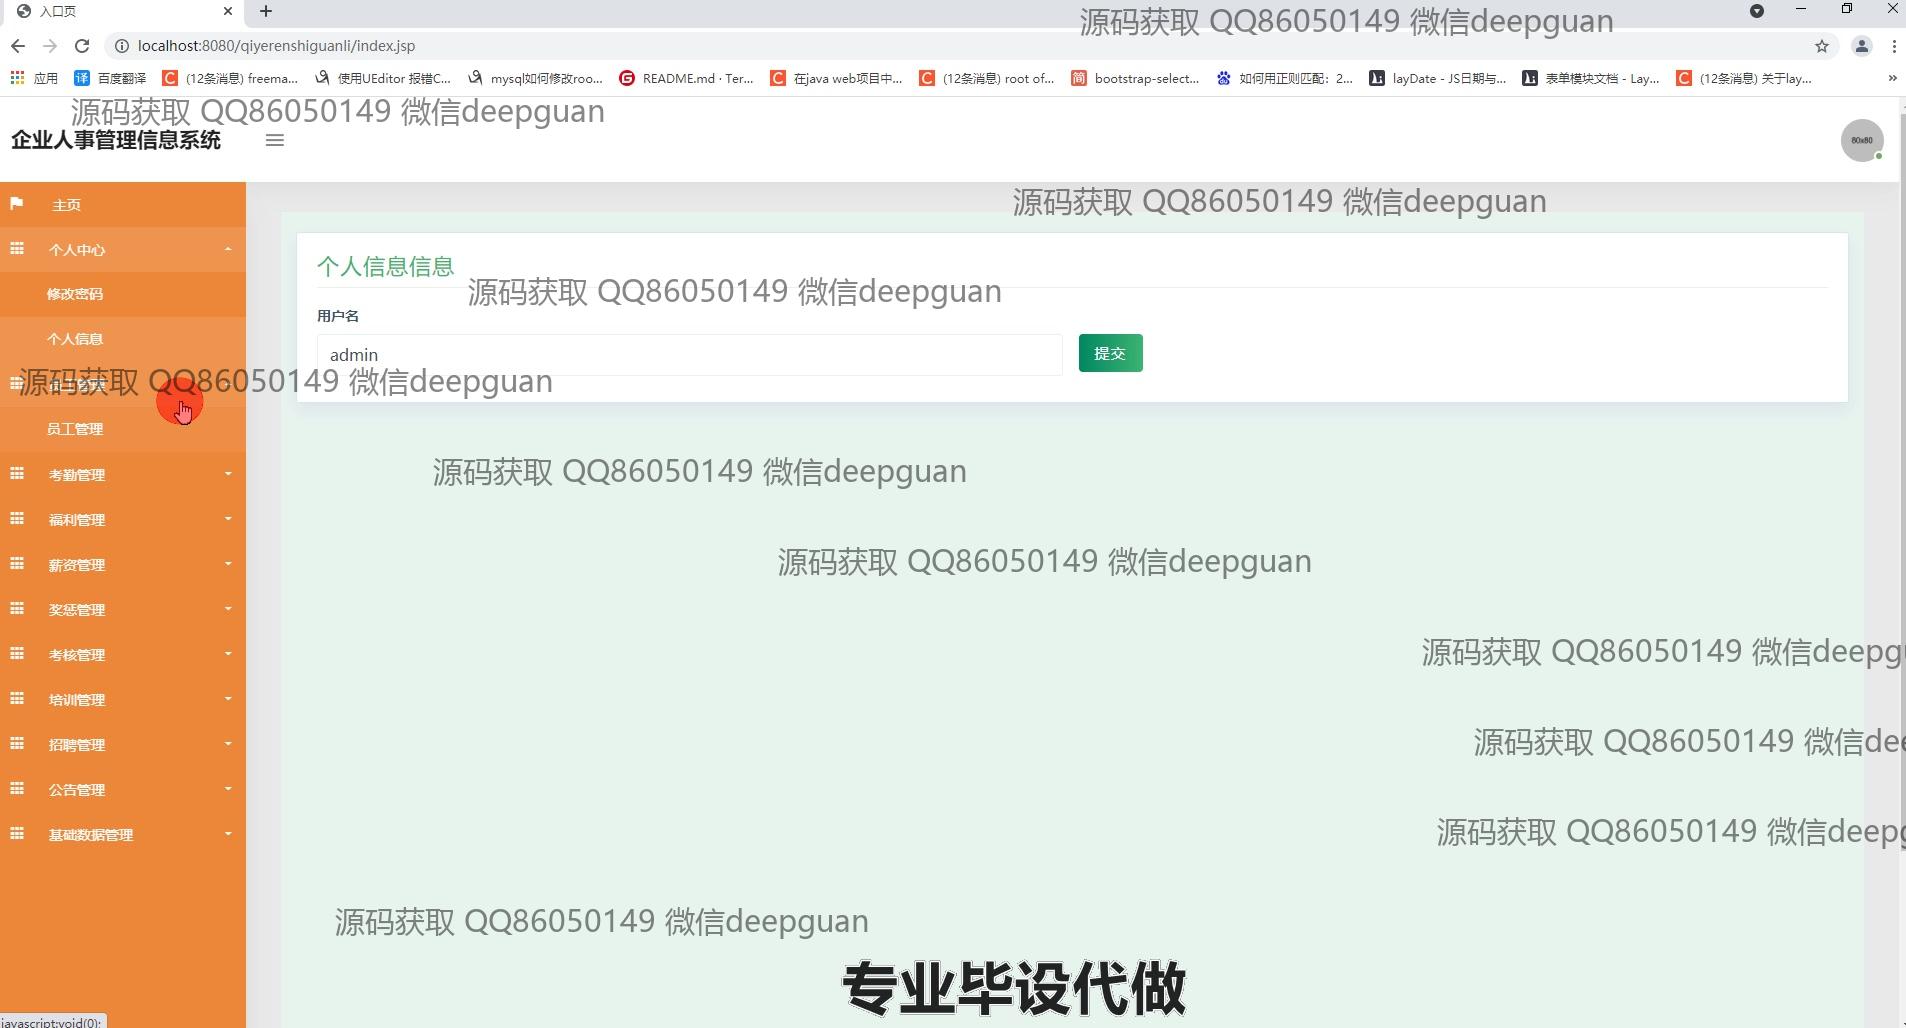 入口页
源码获取 QQ86050149 微信deepguan
localhost:8080/qiyerenshiguanli/index.jsp
应用 百度翻译 (12条消息) freema... 使用UEditor 报错C... mysql如何修改roo... README.md · Ter... 在java web项目中... (12条消息) root of... bootstrap-select... 如何用正则匹配：2... layDate - JS日期与... 表单模块文档 - Lay... (12条消息) 关于lay...
源码获取 QQ86050149 微信deepguan
企业人事管理信息系统
80x80
主页
源码获取 QQ86050149 微信deepguan
个人中心
个人信息信息
修改密码
源码获取 QQ86050149 微信deepguan
用户名
个人信息
admin
提交
源码获取 QQ86050149 微信deepguan
员工管理
考勤管理
源码获取 QQ86050149 微信deepguan
福利管理
薪资管理
源码获取 QQ86050149 微信deepguan
奖惩管理
考核管理
源码获取 QQ86050149 微信deepg
培训管理
招聘管理
源码获取 QQ86050149 微信dee
公告管理
基础数据管理
源码获取 QQ86050149 微信deepg
源码获取 QQ86050149 微信deepguan
专业毕设代做
javascript:void(0);